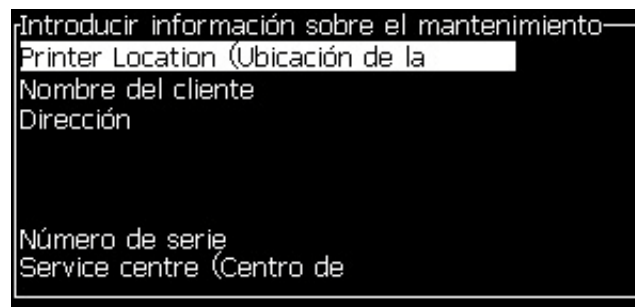 Introducir información sobre el mantenimiento
Printer Location (Ubicación de la
Nombre del cliente
Dirección
Número de serie
Service centre (Centro de